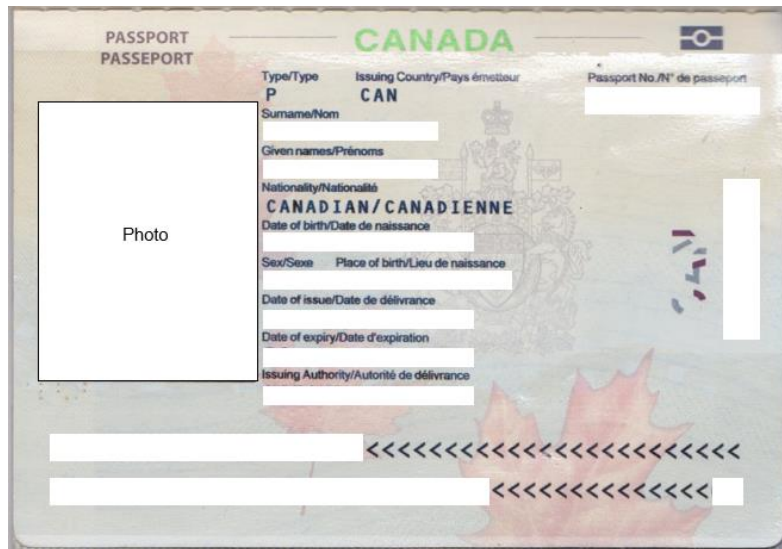 PASSPORT
PASSEPORT
CANADA
Type/Type Issuing Country/Pays émetteur Passport No./N° de passeport
P CAN
Surname/Nom
Given names/Prénoms
Nationality/Nationalité
CANADIAN/CANADIENNE
Date of birth/Date de naissance
Photo
Sex/Sexe Place of birth/Lieu de naissance
Date of issue/Date de délivrance
Date of expiry/Date d'expiration
Issuing Authority/Autorité de délivrance
<<<<<<<<<<<<<<<<<<<<<<<<
<<<<<<<<<<<<<<